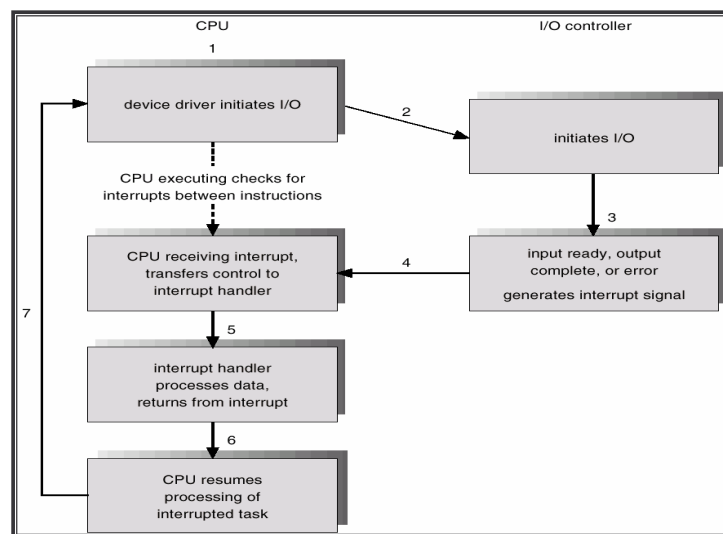 CPU
I/O controller
1
device driver initiates I/O
2
initiates I/O
CPU executing checks for
interrupts between instructions
3
CPU receiving interrupt,
transfers control to
interrupt handler
4
input ready, output
complete, or error
generates interrupt signal
7
5
interrupt handler
processes data,
returns from interrupt
6
CPU resumes
processing of
interrupted task